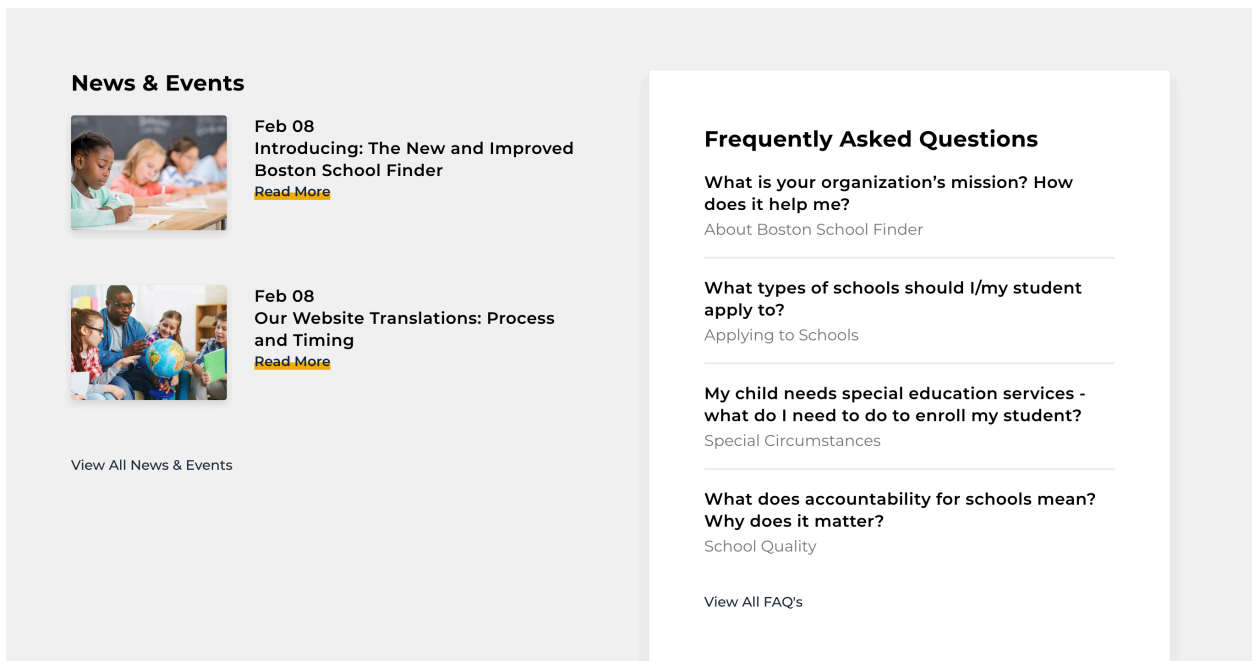 News & Events
Feb 08
Introducing: The New and Improved
Boston School Finder
Read More
Feb 08
Our Website Translations: Process
and Timing
Read More
View All News & Events
Frequently Asked Questions
What is your organization’s mission? How
does it help me?
About Boston School Finder
What types of schools should I/my student
apply to?
Applying to Schools
My child needs special education services -
what do I need to do to enroll my student?
Special Circumstances
What does accountability for schools mean?
Why does it matter?
School Quality
View All FAQ's